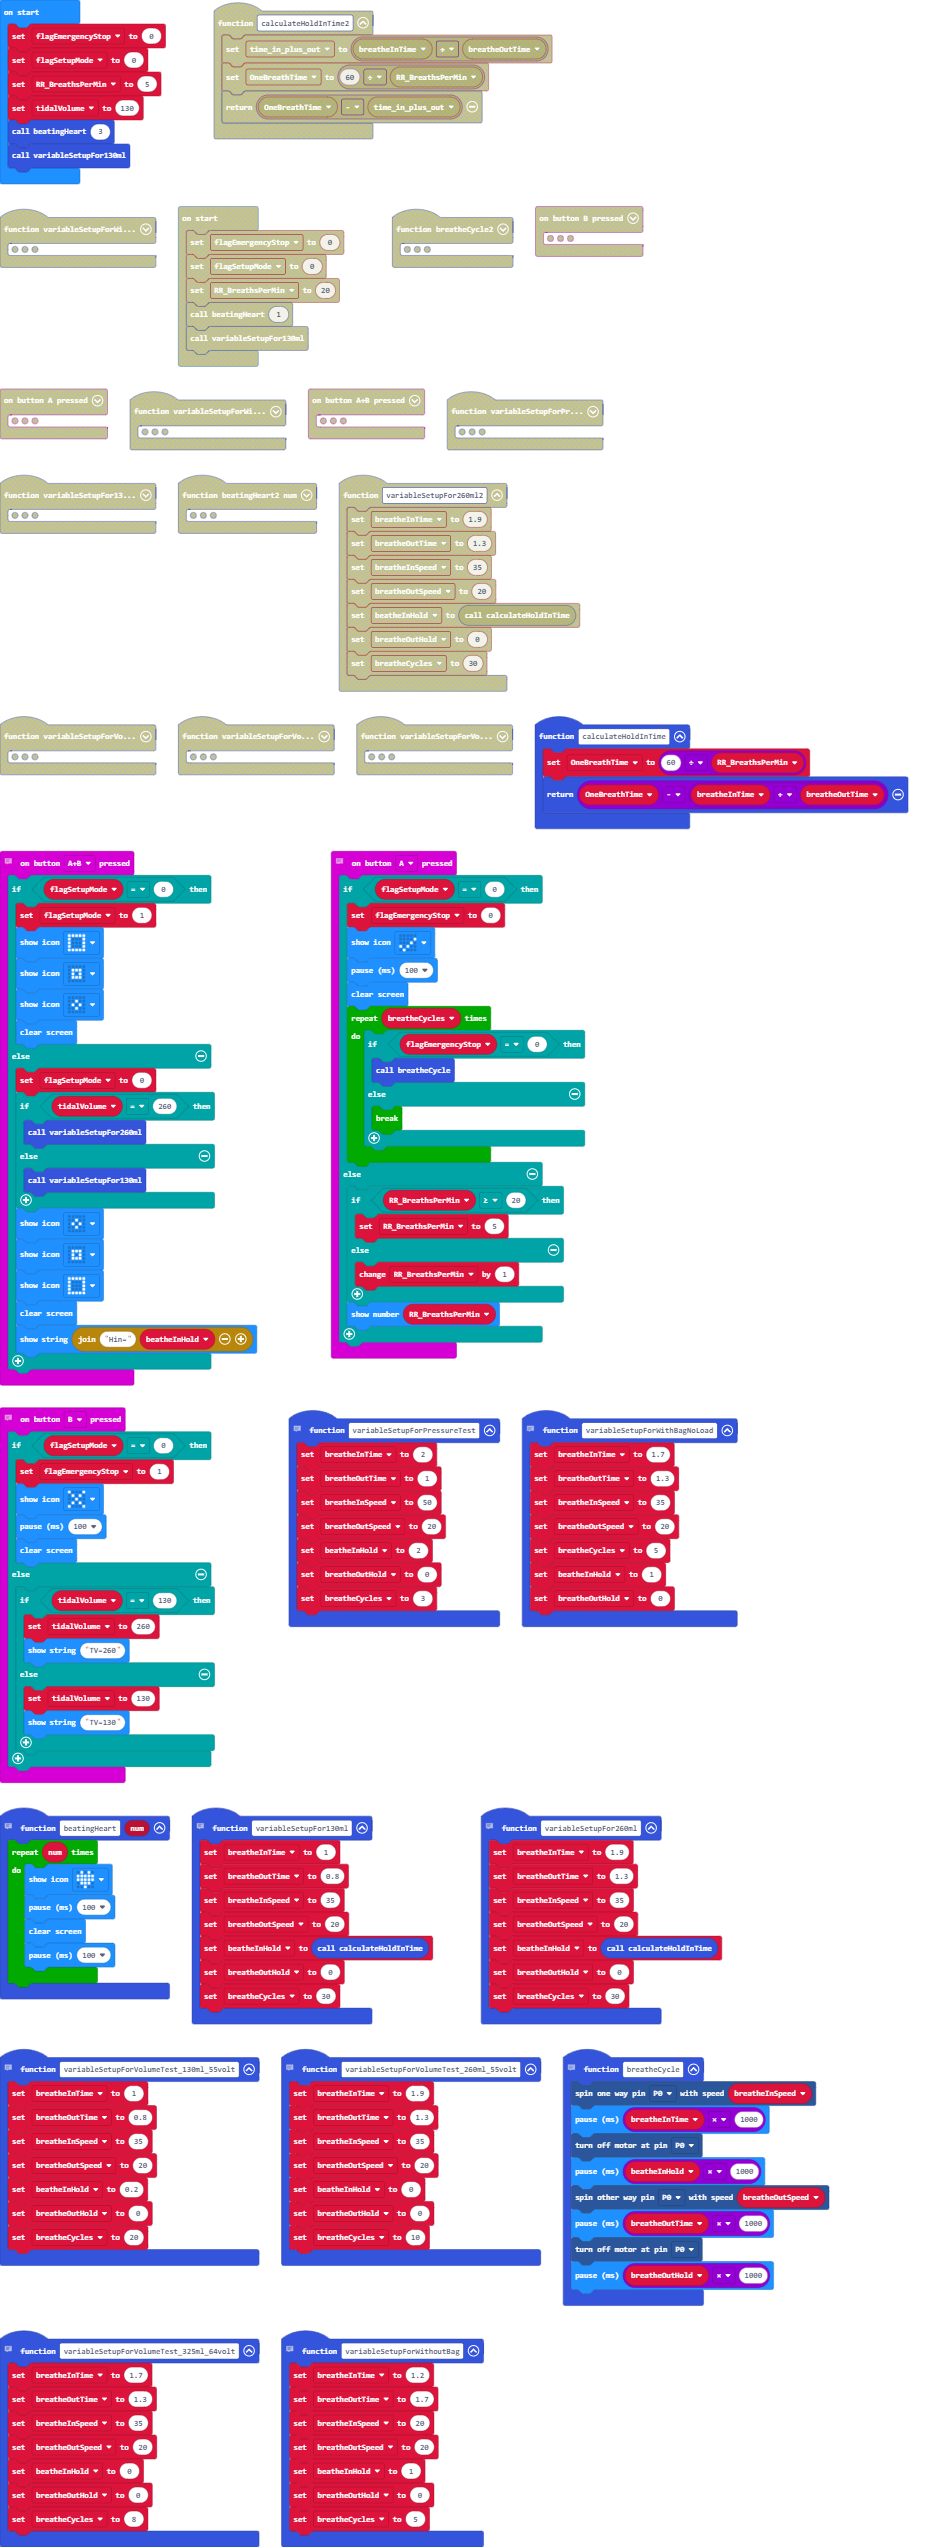 on start
set flagEmergencyStop to 0
set flagSetupMode to 0
set RR_BreathsPerMin to 5
set tidalVolume to 130
call beatingHeart 3
call variableSetupFor130ml
function calculateHoldInTime2
set time_in_plus_out to breatheInTime + breatheOutTime
set OneBreathTime to 60 ÷ RR_BreathsPerMin
return OneBreathTime - time_in_plus_out
function variableSetupForWi...
on start
set flagEmergencyStop to 0
set flagSetupMode to 0
set RR_BreathsPerMin to 20
call beatingHeart 1
call variableSetupFor130ml
function breatheCycle2
on button B pressed
on button A pressed
function variableSetupForWi...
on button A+B pressed
function variableSetupForPr...
function variableSetupFor13...
function beatingHeart2 num
function variableSetupFor260ml2
set breatheInTime to 1.9
set breatheOutTime to 1.3
set breatheInSpeed to 35
set breatheOutSpeed to 20
set beatheInHold to call calculateHoldInTime
set breatheOutHold to 0
set breatheCycles to 30
function variableSetupForVo...
function variableSetupForVo...
function variableSetupForVo...
function calculateHoldInTime
set OneBreathTime to 60 ÷ RR_BreathsPerMin
return OneBreathTime - breatheInTime + breatheOutTime
on button A+B pressed
if flagSetupMode = 0 then
set flagSetupMode to 1
show icon
show icon
show icon
clear screen
else
set flagSetupMode to 0
if tidalVolume = 260 then
call variableSetupFor260ml
else
call variableSetupFor130ml
show icon
show icon
show icon
clear screen
show string join "Hin=" beatheInHold
on button A pressed
if flagSetupMode = 0 then
set flagEmergencyStop to 0
show icon
pause (ms) 100
clear screen
repeat breatheCycles times
do if flagEmergencyStop = 0 then
call breatheCycle
else
break
else
if RR_BreathsPerMin ≥ 20 then
set RR_BreathsPerMin to 5
else
change RR_BreathsPerMin by 1
show number RR_BreathsPerMin
on button B pressed
if flagSetupMode = 0 then
set flagEmergencyStop to 1
show icon
pause (ms) 100
clear screen
else
if tidalVolume = 130 then
set tidalVolume to 260
show string "TV=260"
else
set tidalVolume to 130
show string "TV=130"
function variableSetupForPressureTest
set breatheInTime to 2
set breatheOutTime to 1
set breatheInSpeed to 50
set breatheOutSpeed to 20
set beatheInHold to 2
set breatheOutHold to 0
set breatheCycles to 3
function variableSetupForWithBagNoLoad
set breatheInTime to 1.7
set breatheOutTime to 1.3
set breatheInSpeed to 35
set breatheOutSpeed to 20
set breatheCycles to 5
set beatheInHold to 1
set breatheOutHold to 0
function beatingHeart num
repeat num times
do show icon
pause (ms) 100
clear screen
pause (ms) 100
function variableSetupFor130ml
set breatheInTime to 1
set breatheOutTime to 0.8
set breatheInSpeed to 35
set breatheOutSpeed to 20
set beatheInHold to call calculateHoldInTime
set breatheOutHold to 0
set breatheCycles to 30
function variableSetupFor260ml
set breatheInTime to 1.9
set breatheOutTime to 1.3
set breatheInSpeed to 35
set breatheOutSpeed to 20
set beatheInHold to call calculateHoldInTime
set breatheOutHold to 0
set breatheCycles to 30
function variableSetupForVolumeTest_130ml_55volt
set breatheInTime to 1
set breatheOutTime to 0.8
set breatheInSpeed to 35
set breatheOutSpeed to 20
set beatheInHold to 0.2
set breatheOutHold to 0
set breatheCycles to 20
function variableSetupForVolumeTest_260ml_55volt
set breatheInTime to 1.9
set breatheOutTime to 1.3
set breatheInSpeed to 35
set breatheOutSpeed to 20
set beatheInHold to 0
set breatheOutHold to 0
set breatheCycles to 10
function breatheCycle
spin one way pin P0 with speed breatheInSpeed
pause (ms) breatheInTime × 1000
turn off motor at pin P0
pause (ms) beatheInHold × 1000
spin other way pin P0 with speed breatheOutSpeed
pause (ms) breatheOutTime × 1000
turn off motor at pin P0
pause (ms) breatheOutHold × 1000
function variableSetupForVolumeTest_325ml_64volt
set breatheInTime to 1.7
set breatheOutTime to 1.3
set breatheInSpeed to 35
set breatheOutSpeed to 20
set beatheInHold to 0
set breatheOutHold to 0
set breatheCycles to 8
function variableSetupForWithoutBag
set breatheInTime to 1.2
set breatheOutTime to 1.7
set breatheInSpeed to 20
set breatheOutSpeed to 20
set beatheInHold to 1
set breatheOutHold to 0
set breatheCycles to 5